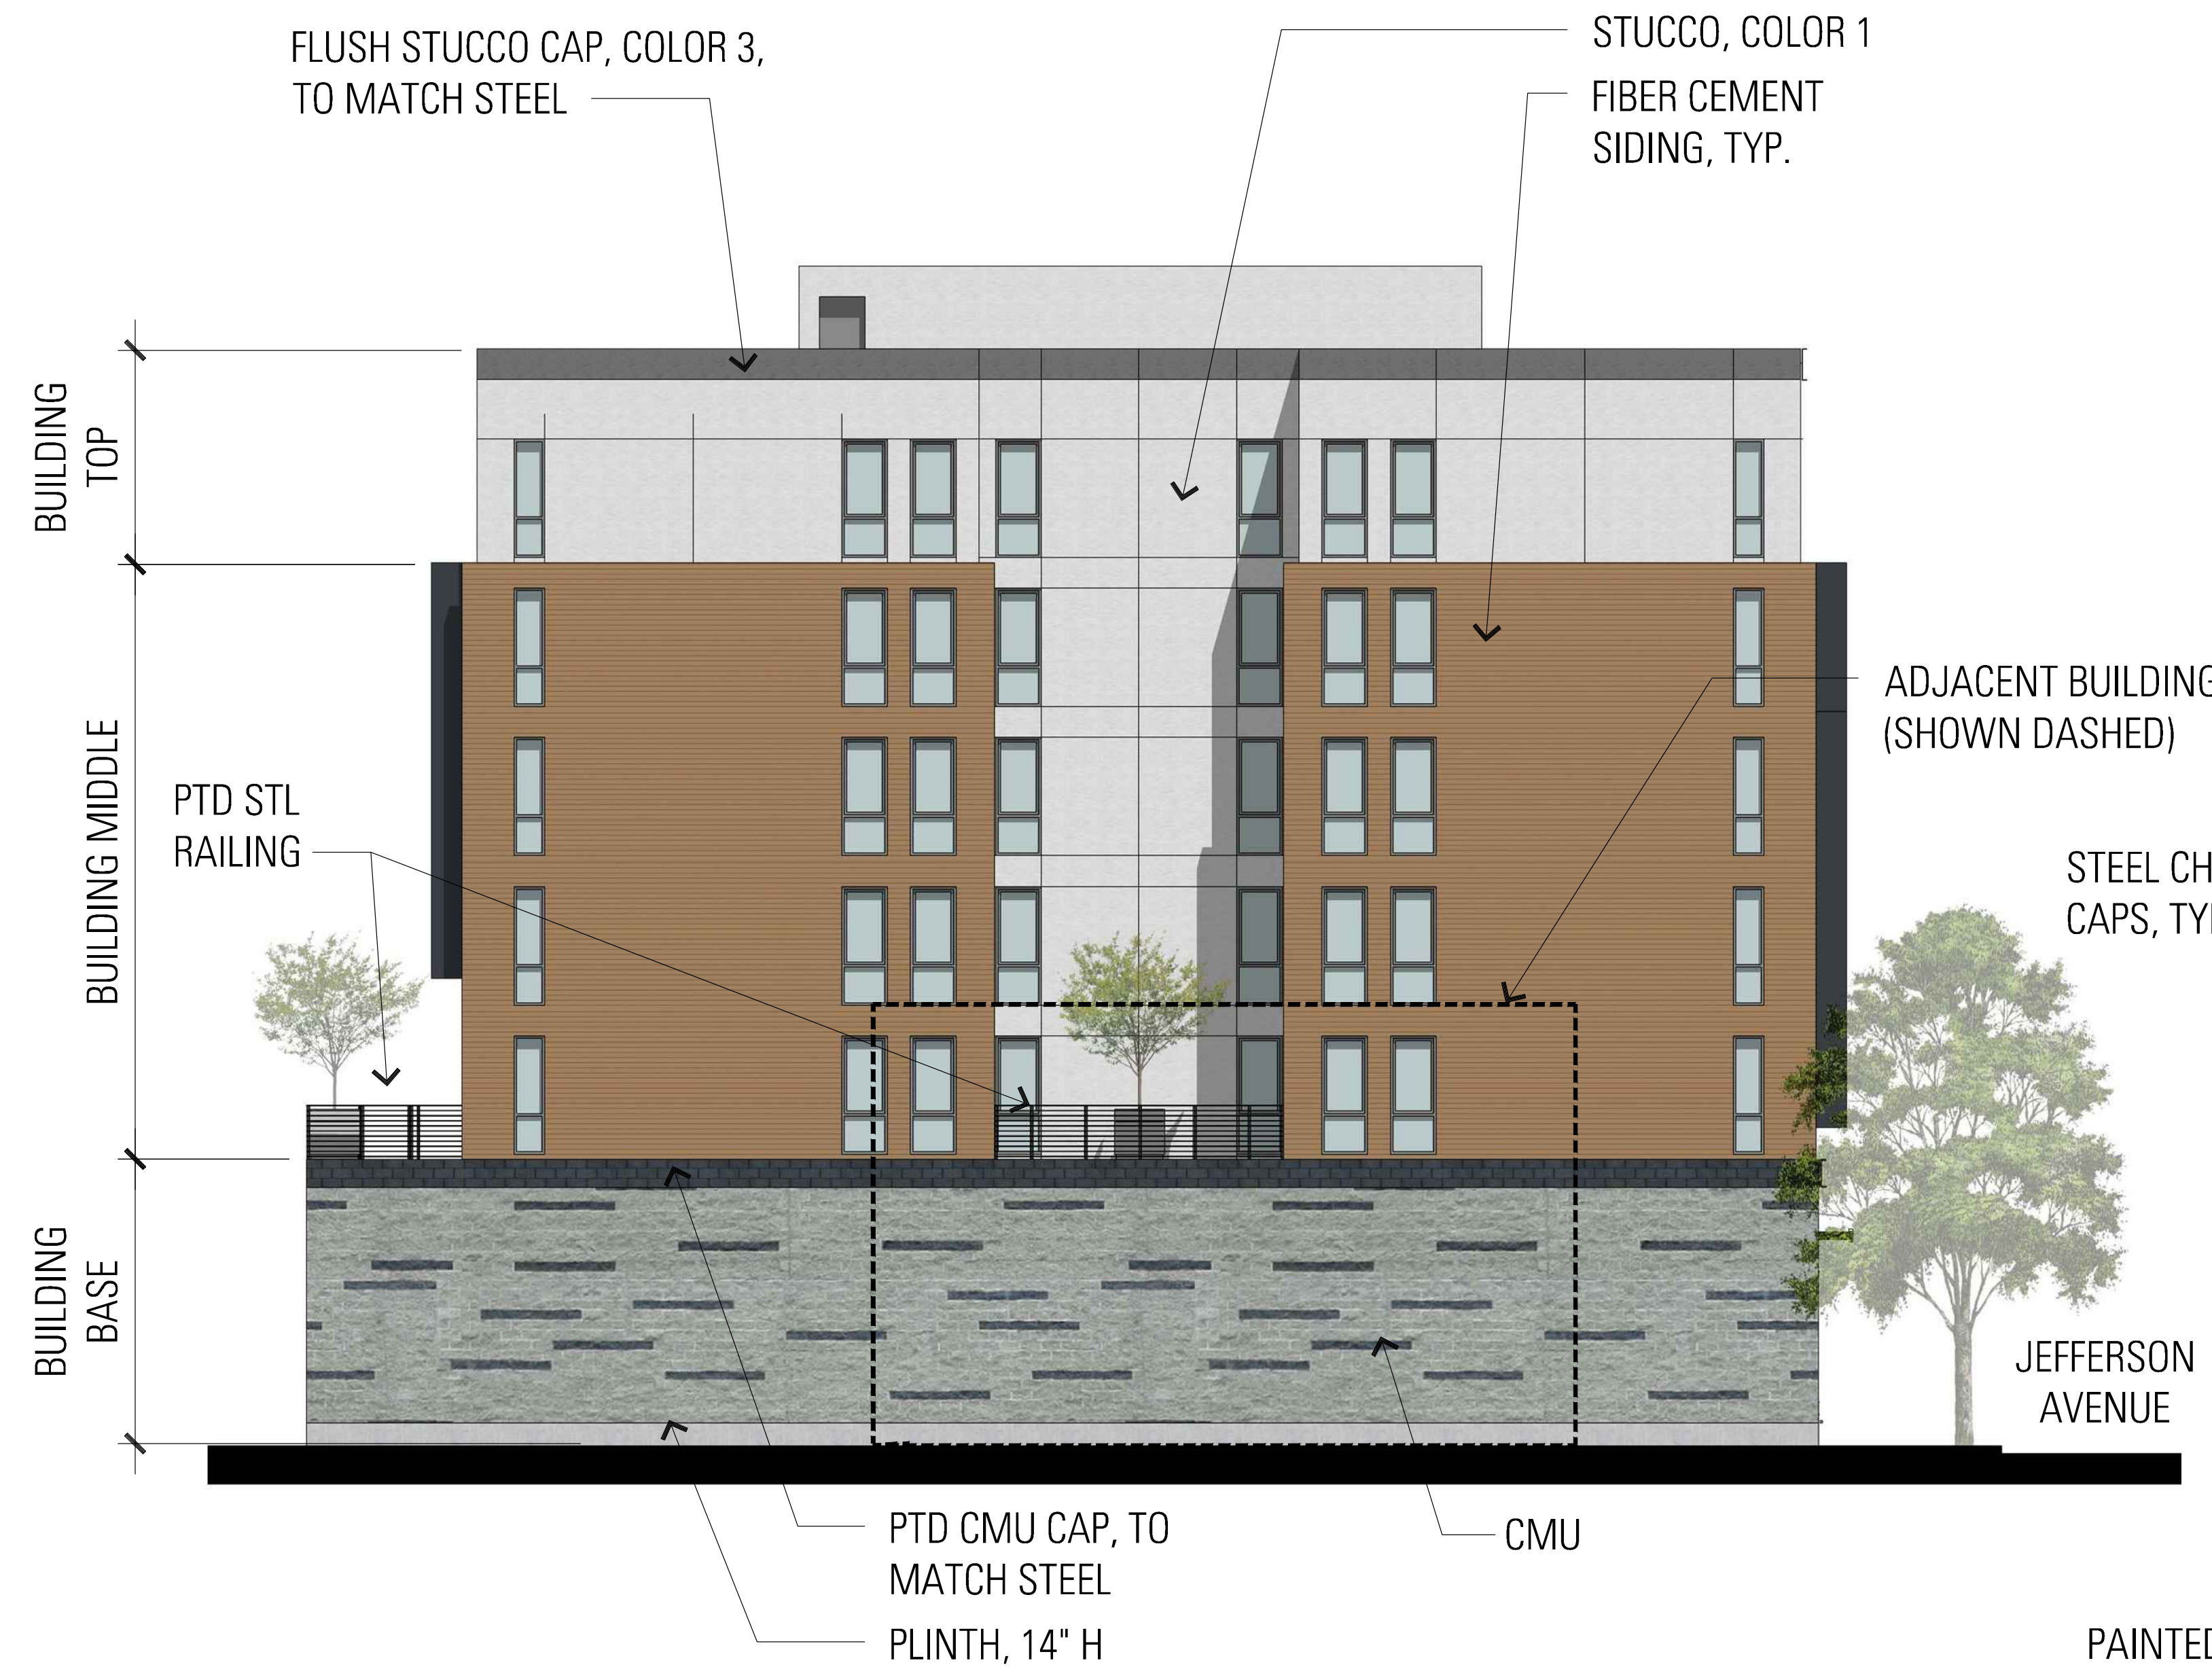 FLUSH STUCCO CAP, COLOR 3,
TO MATCH STEEL
STUCCO, COLOR 1
FIBER CEMENT
SIDING, TYP.
BUILDING
TOP
BUILDING MIDDLE
PTD STL
RAILING
ADJACENT BUILDING
(SHOWN DASHED)
STEEL
CAPS,
BUILDING
BASE
JEFFERSON
AVENUE
PTD CMU CAP, TO
MATCH STEEL
PLINTH, 14" H
CMU
PAINTED